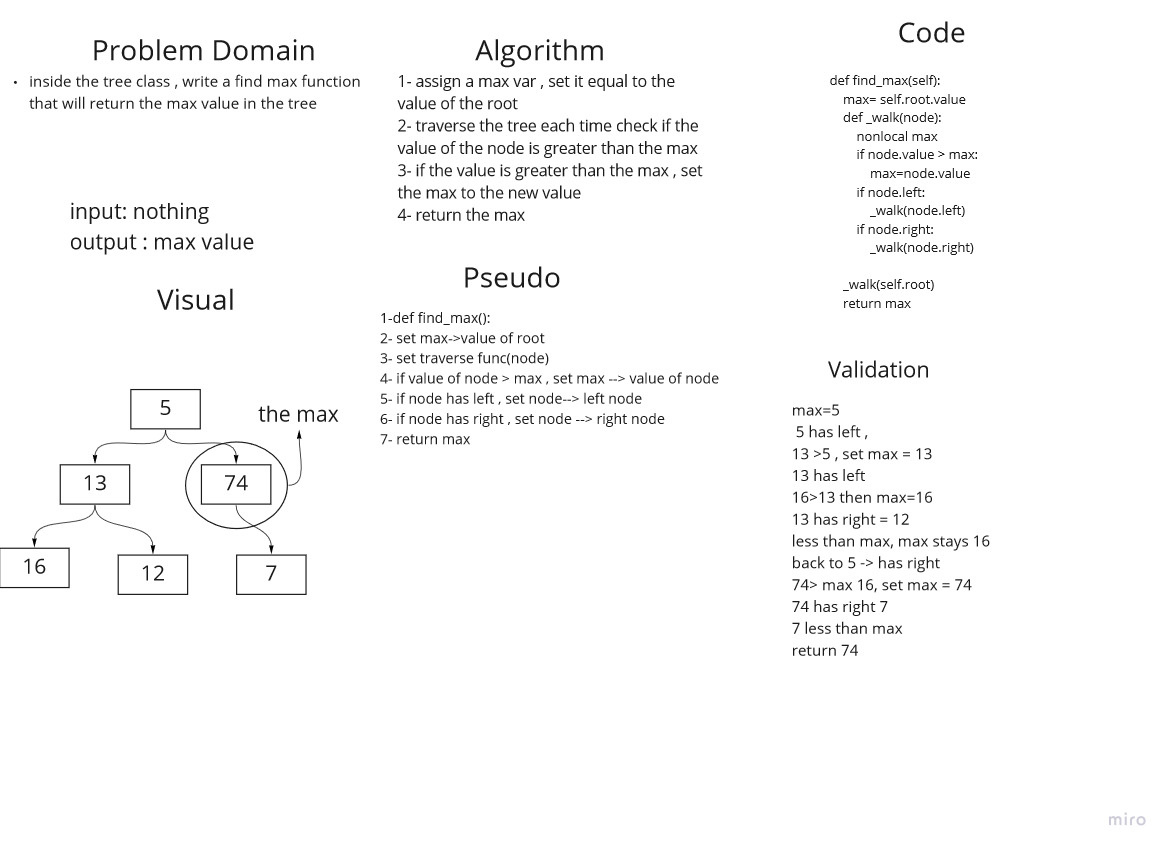 Problem Domain
• inside the tree class , write a find max function
that will return the max value in the tree
input: nothing
output : max value
Visual
5
the max
13
74
16
12
7
Algorithm
1- assign a max var , set it equal to the
value of the root
2- traverse the tree each time check if the
value of the node is greater than the max
3- if the value is greater than the max , set
the max to the new value
4- return the max
Pseudo
1-def find_max():
2- set max->value of root
3- set traverse func(node)
4- if value of node > max , set max --> value of node
5- if node has left , set node--> left node
6- if node has right , set node --> right node
7- return max
Code
def find_max(self):
max= self.root.value
def _walk(node):
nonlocal max
if node.value > max:
max=node.value
if node.left:
_walk(node.left)
if node.right:
_walk(node.right)
_walk(self.root)
return max
Validation
max=5
5 has left ,
13 >5 , set max = 13
13 has left
16>13 then max=16
13 has right = 12
less than max, max stays 16
back to 5 -> has right
74> max 16, set max = 74
74 has right 7
7 less than max
return 74
miro